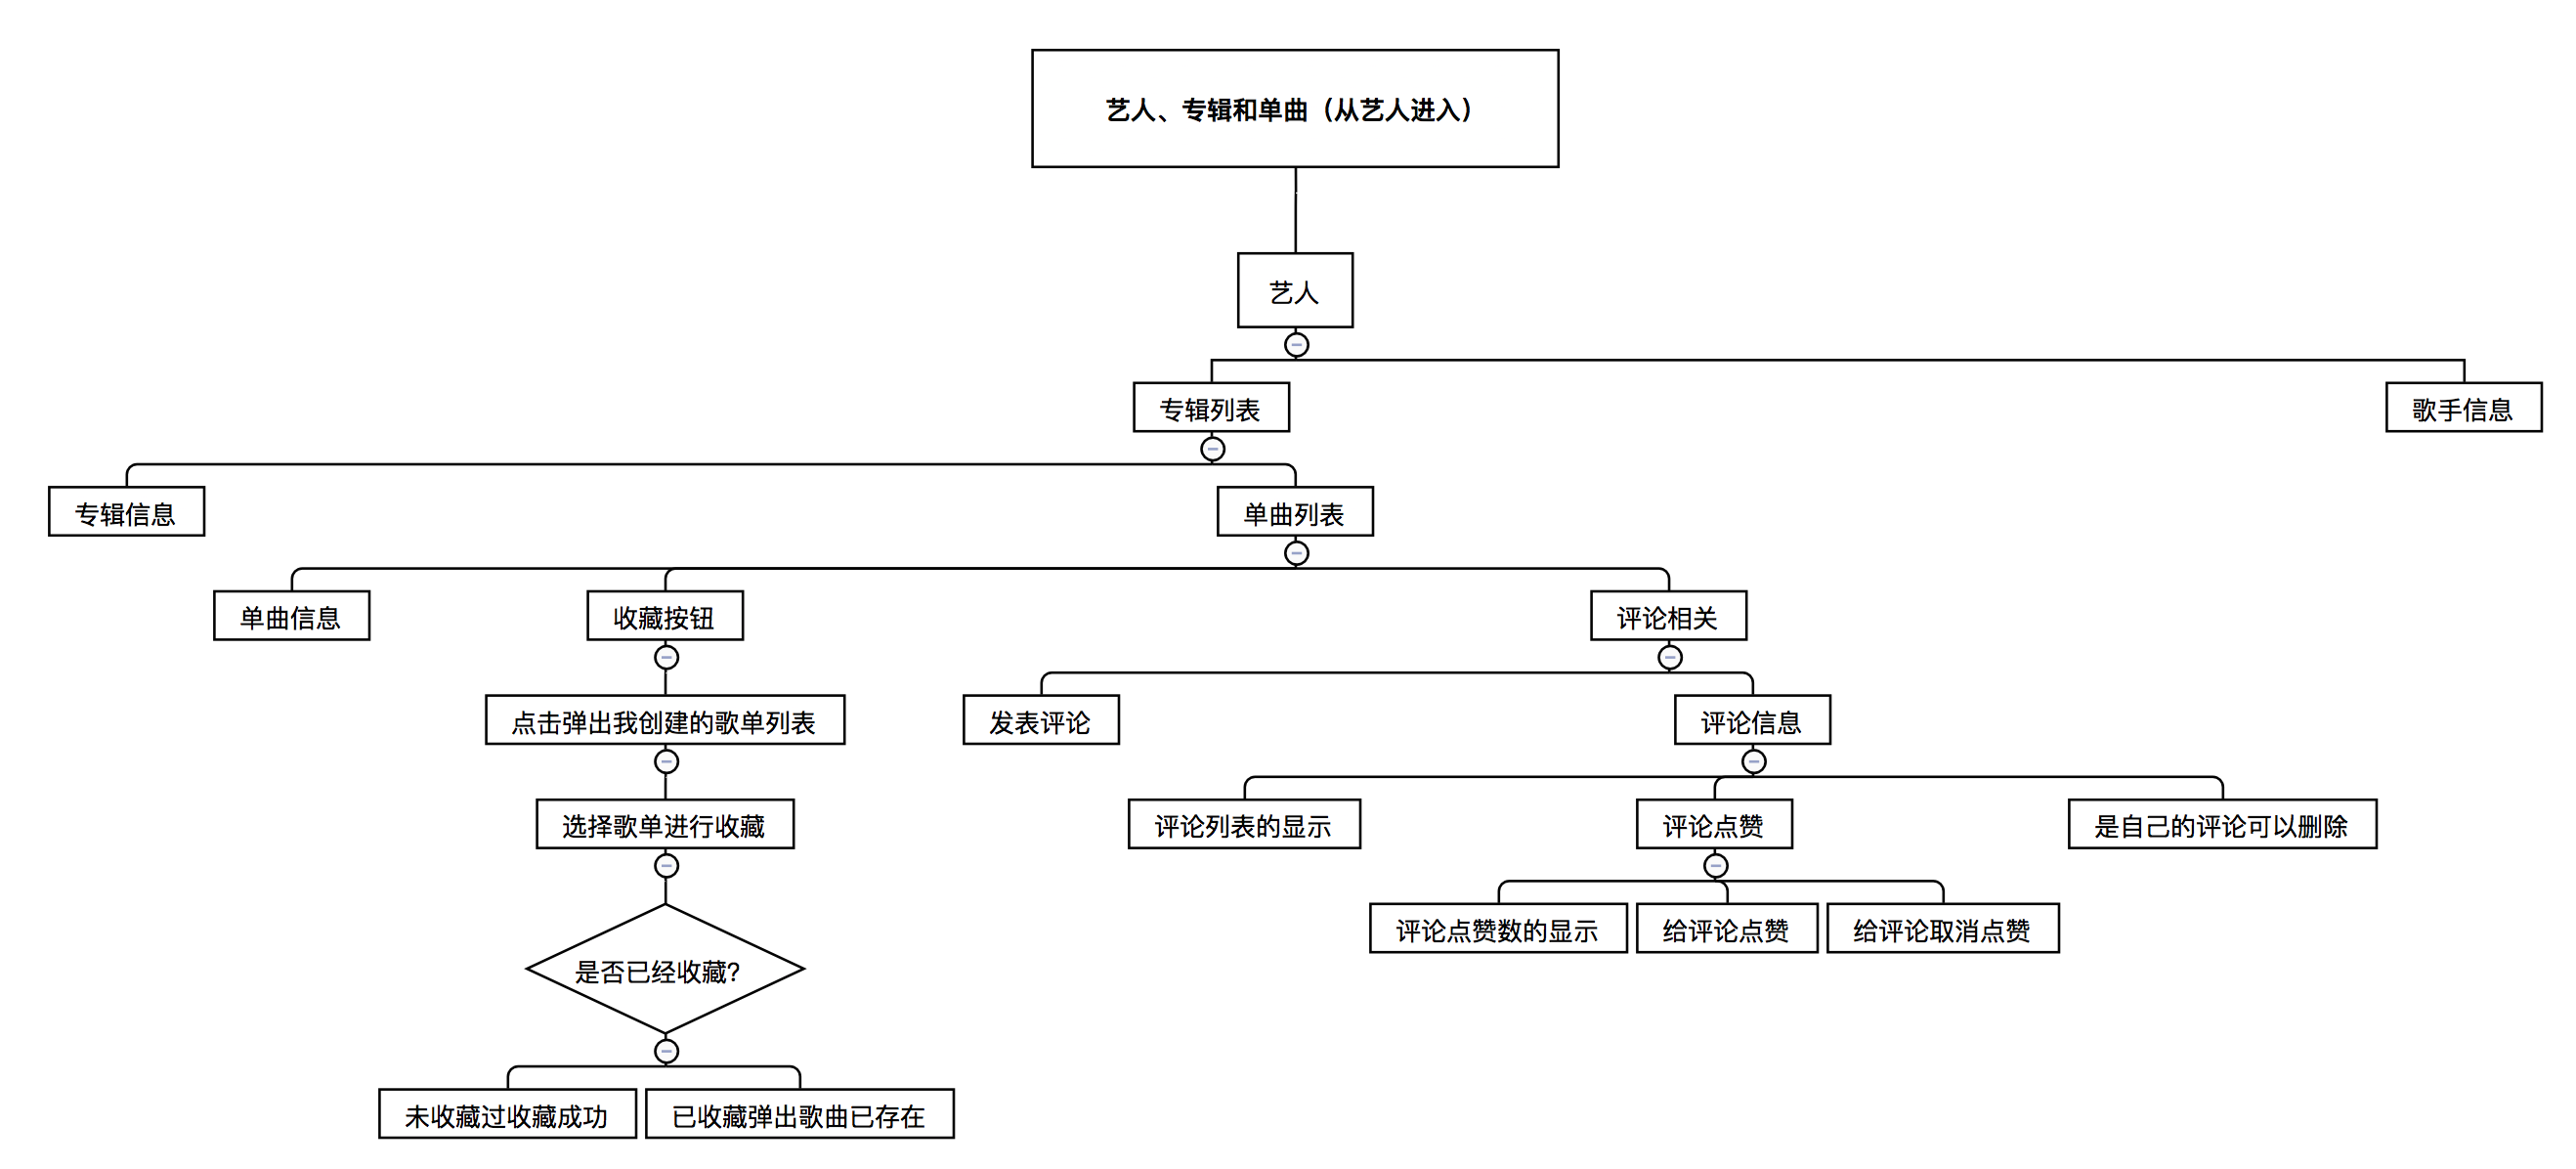 艺人、专辑和单曲（从艺人进入）
艺人
专辑列表
歌手信息
专辑信息
单曲列表
单曲信息
收藏按钮
评论相关
点击弹出我创建的歌单列表
发表评论
评论信息
选择歌单进行收藏
评论列表的显示
评论点赞
是自己的评论可以删除
评论点赞数的显示
给评论点赞
给评论取消点赞
是否已经收藏？
未收藏过收藏成功
已收藏弹出歌曲已存在